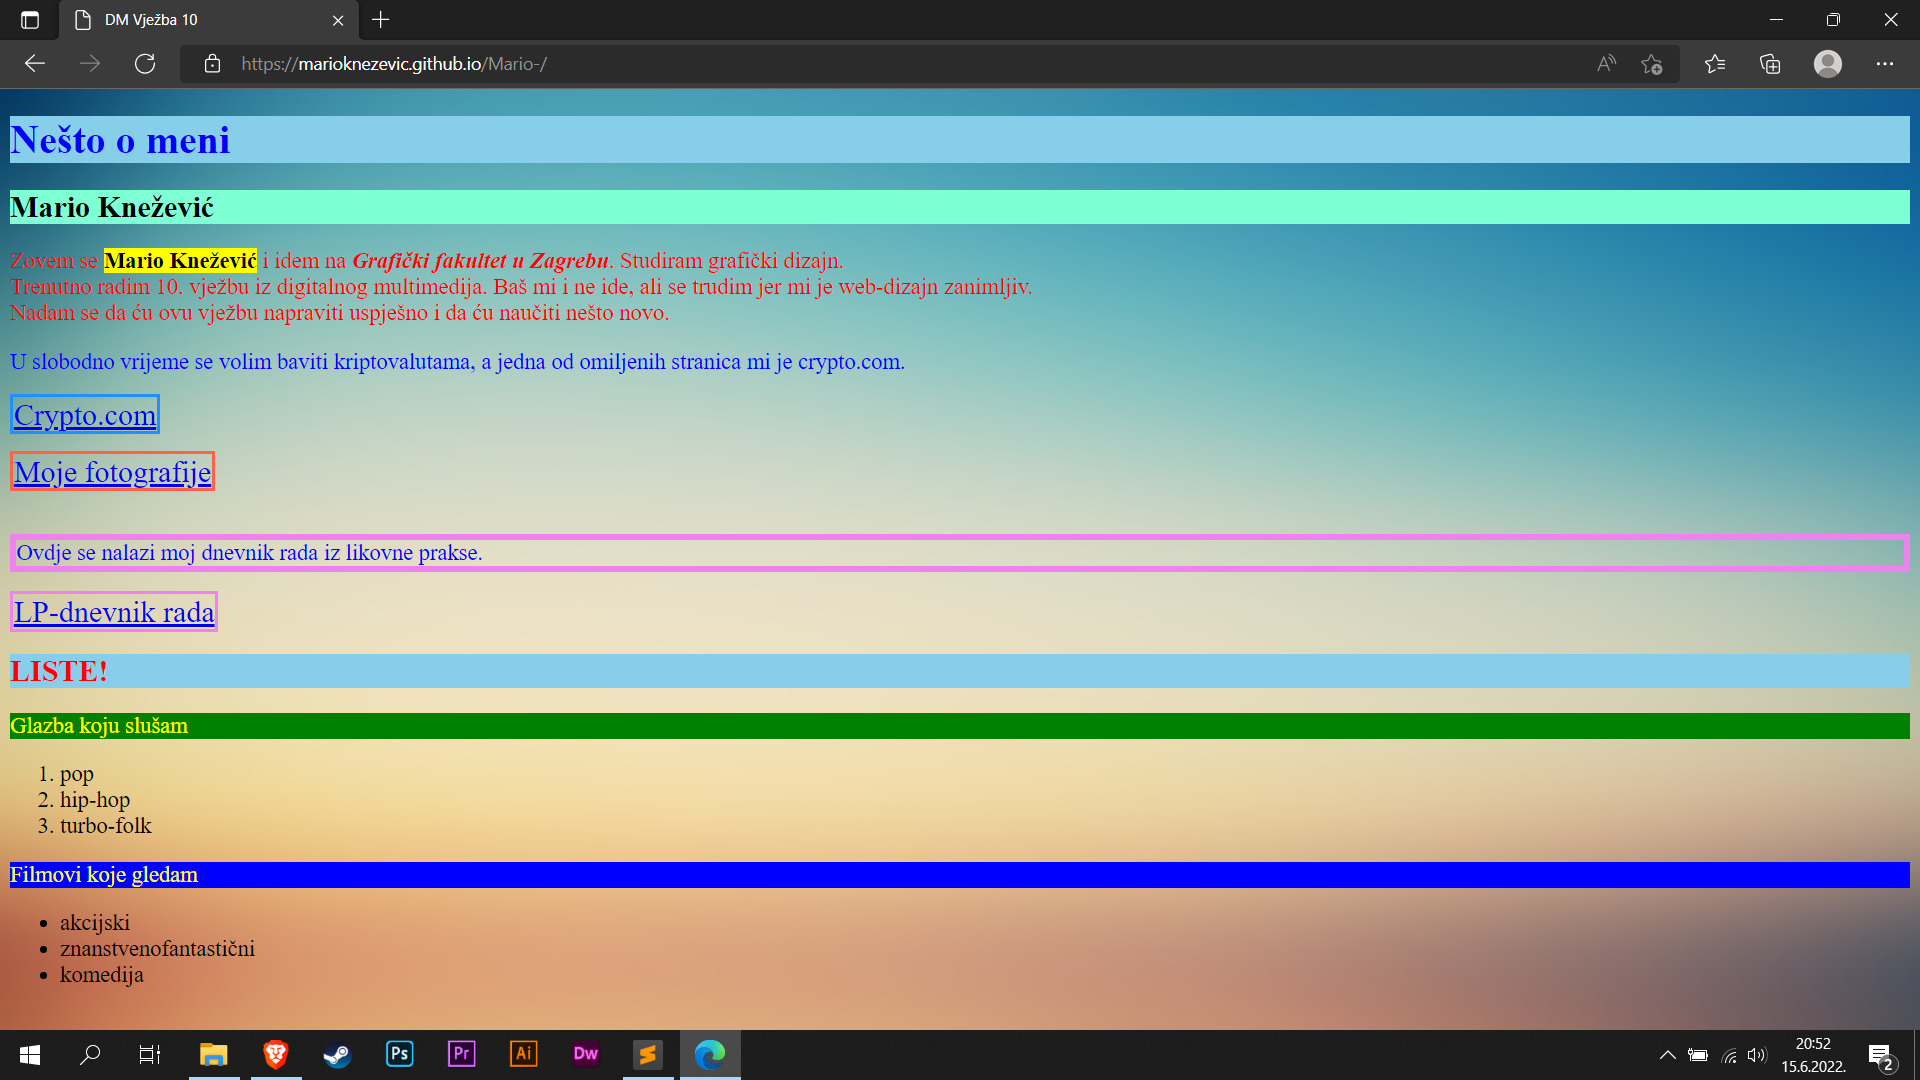 DM Vježba 10
https://marioknezevic.github.io/Mario-/
Nešto o meni
Mario Knežević
Zovem se Mario Knežević i idem na Grafički fakultet u Zagrebu. Studiram grafički dizajn.
Trenutno radim 10. vježbu iz digitalnog multimedija. Baš mi i ne ide, ali se trudim jer mi je web-dizajn zanimljiv.
Nadam se da ću ovu vježbu napraviti uspješno i da ću naučiti nešto novo.
U slobodno vrijeme se volim baviti kriptovalutama, a jedna od omiljenih stranica mi je crypto.com.
Crypto.com
Moje fotografije
Ovdje se nalazi moj dnevnik rada iz likovne prakse.
LP-dnevnik rada
LISTE!
Glazba koju slušam
1. pop
2. hip-hop
3. turbo-folk
Filmovi koje gledam
• akcijski
• znanstvenofantastični
• komedija
Ps Pr Ai Dw
20:52
15.6.2022.
2